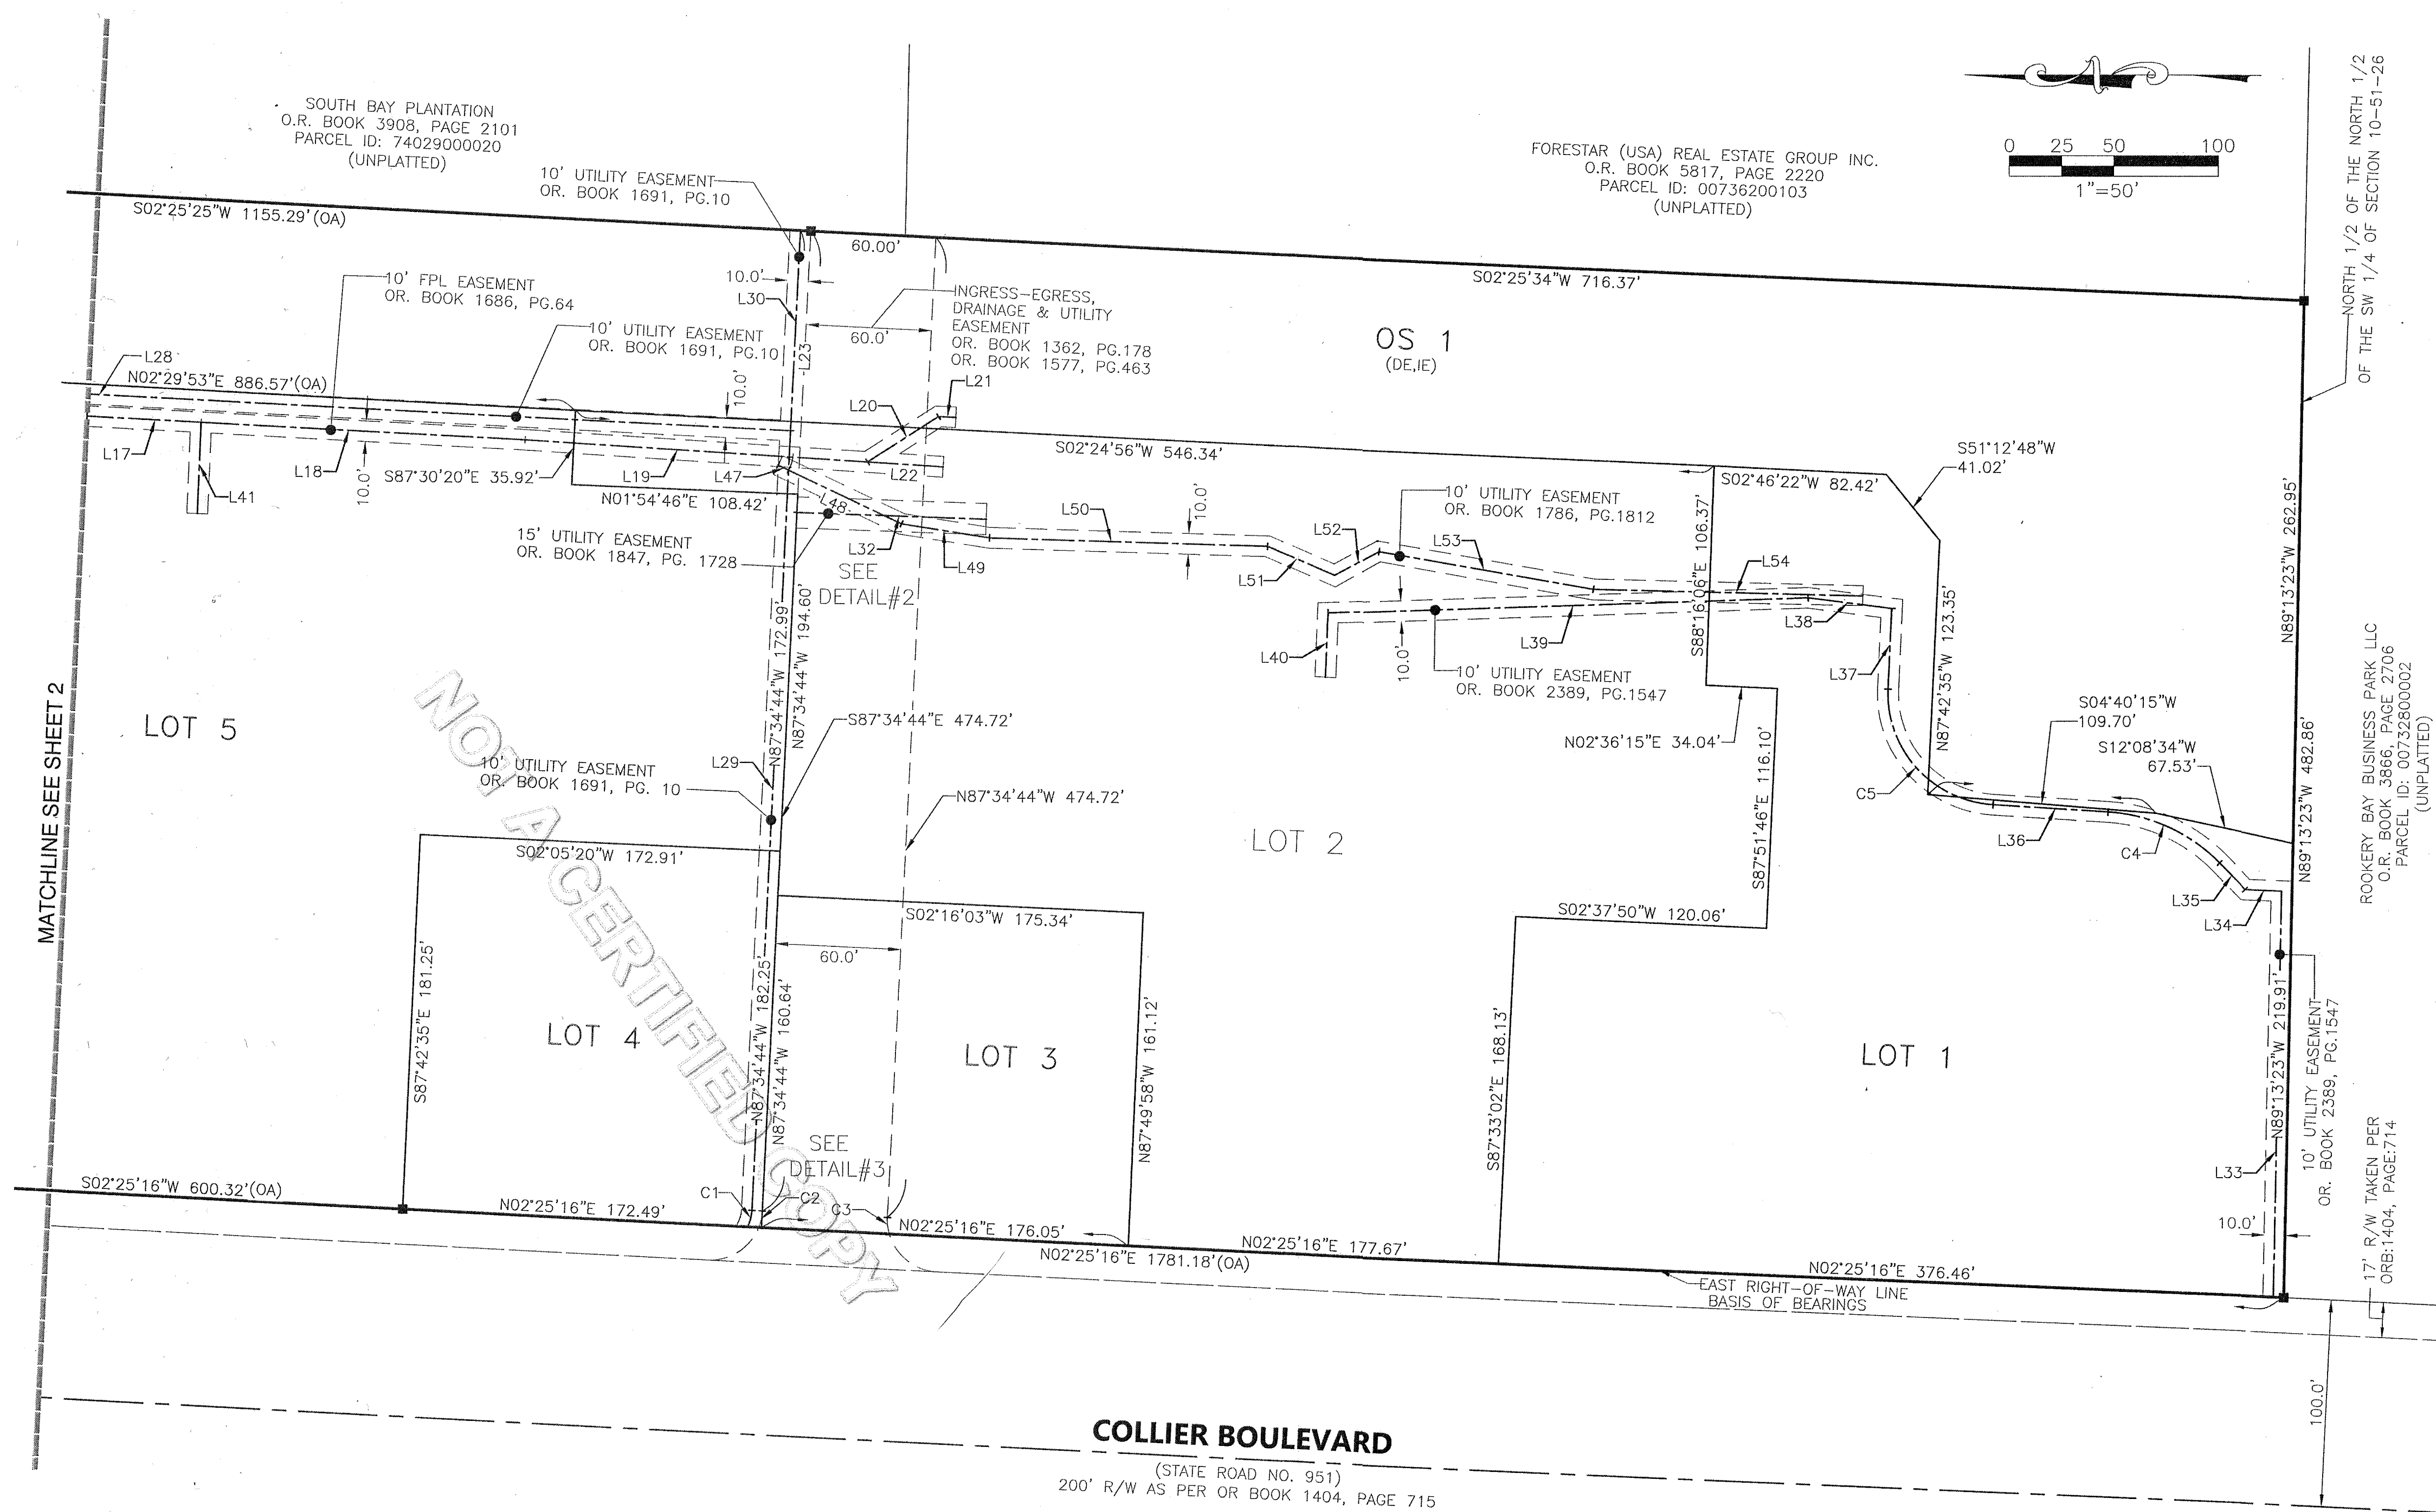 SOUTH BAY PLANTATION
O.R. BOOK 3908, PAGE 2101
PARCEL ID: 74029000020
(UNPLATTED)
10' UTILITY EASEMENT
OR. BOOK 1691, PG.10
FORESTAR (USA) REAL ESTATE GROUP INC.
O.R. BOOK 5817, PAGE 2220
PARCEL ID: 00736200103
(UNPLATTED)
N
0 25 50 100
1"=50'
NORTH 1/2 OF THE NORTH 1/2
OF THE SW 1/4 OF SECTION 10-51-26
S02°25'25"W 1155.29'(OA)
60.00'
S02°25'34"W 716.37'
10' FPL EASEMENT
OR. BOOK 1686, PG.64
10.0'
L30
10' UTILITY EASEMENT
OR. BOOK 1691, PG.10
L23
60.0'
INGRESS-EGRESS,
DRAINAGE & UTILITY
EASEMENT
OR. BOOK 1362, PG.178
OR. BOOK 1577, PG.463
OS 1
(DE,IE)
L28
N02°29'53"E 886.57'(OA)
10.0'
L21
L20
L17
L41
L18
10.0'
S87°30'20"E 35.92'
L19
L47
L22
N01°54'46"E 108.42'
L48
S02°24'56"W 546.34'
S02°46'22"W 82.42'
S51°12'48"W
41.02'
N89°13'23"W 262.95'
15' UTILITY EASEMENT
OR. BOOK 1847, PG. 1728
SEE
DETAIL#2
L32
L49
L50
10.0'
L51
L52
10' UTILITY EASEMENT
OR. BOOK 1786, PG.1812
L53
L54
S88°16'06"E 106.37'
L38
L39
L40
10.0'
10' UTILITY EASEMENT
OR. BOOK 2389, PG.1547
L37
N87°42'35"W 123.35'
N87°34'44"W 172.99'
N87°34'44"W 194.60'
MATCHLINE SEE SHEET 2
LOT 5
S87°34'44"E 474.72'
L29
10' UTILITY EASEMENT
OR. BOOK 1691, PG. 10
N87°34'44"W 474.72'
LOT 2
N02°36'15"E 34.04'
S87°51'46"E 116.10'
C5
S04°40'15"W
109.70'
S12°08'34"W
67.53'
L36
C4
L35
L34
N89°13'23"W 482.86'
ROOKERY BAY BUSINESS PARK LLC
O.R. BOOK 3866, PAGE 2706
PARCEL ID: 00732800002
(UNPLATTED)
S02°05'20"W 172.91'
S02°16'03"W 175.34'
60.0'
S02°37'50"W 120.06'
S87°42'35"E 181.25'
LOT 4
N87°34'44"W 182.25'
N87°34'44"W 160.64'
LOT 3
N87°49'58"W 161.12'
S87°33'02"E 168.13'
LOT 1
N89°13'23"W 219.91'
10' UTILITY EASEMENT
OR. BOOK 2389, PG.1547
SEE
DETAIL#3
C1
C2
C3
L33
10.0'
17' R/W TAKEN PER
ORB:1404, PAGE:714
S02°25'16"W 600.32'(OA)
N02°25'16"E 172.49'
N02°25'16"E 176.05'
N02°25'16"E 1781.18'(OA)
N02°25'16"E 177.67'
N02°25'16"E 376.46'
EAST RIGHT-OF-WAY LINE
BASIS OF BEARINGS
100.0'
NOT A CERTIFIED COPY
COLLIER BOULEVARD
(STATE ROAD NO. 951)
200' R/W AS PER OR BOOK 1404, PAGE 715